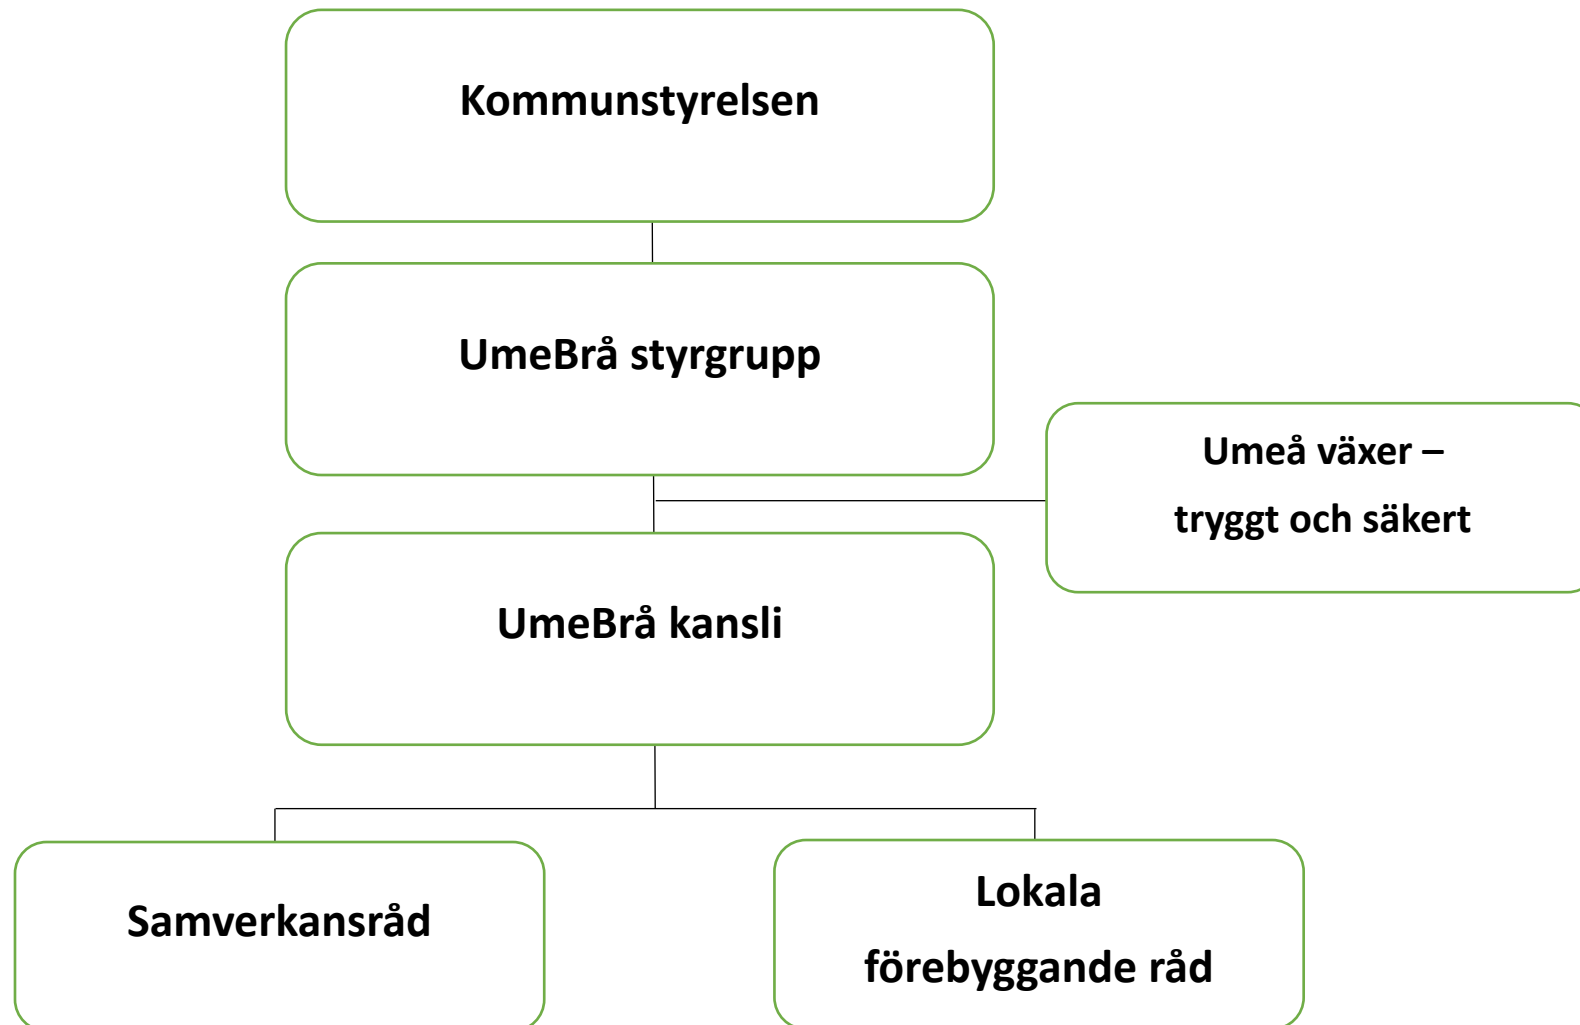 Kommunstyrelsen
UmeBrå styrgrupp
Umeå växer –
tryggt och säkert
UmeBrå kansli
Samverkansråd
Lokala
förebyggande råd